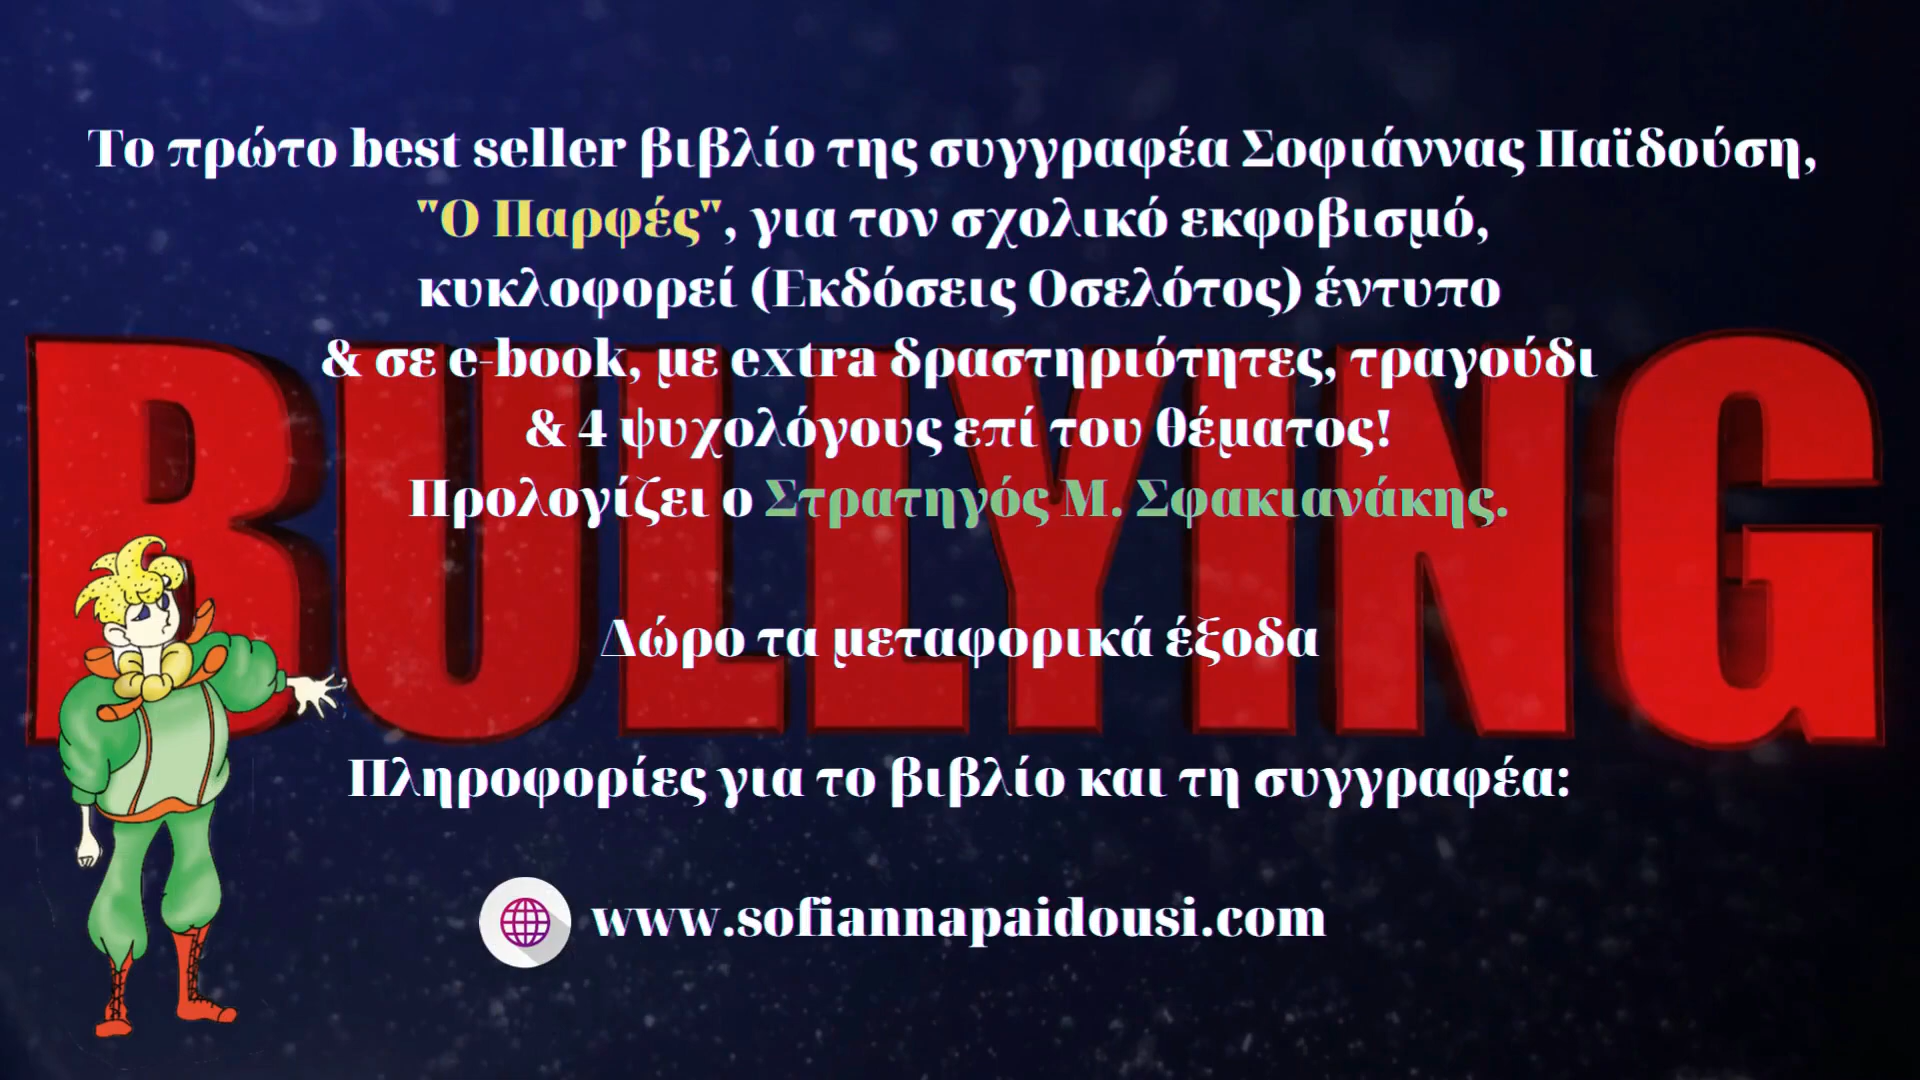 Το πρώτο best seller βιβλίο της συγγραφέα Σοφιάννας Παϊδούση,
"Ο Παρφές", για τον σχολικό εκφοβισμό,
κυκλοφορεί (Εκδόσεις Οσελότος) έντυπο
& σε e-book, με extra δραστηριότητες, τραγούδι
& 4 ψυχολόγους επί του θέματος!
Προλογίζει ο Στρατηγός Μ. Σφακιανάκης.
BULLYING
Δώρο τα μεταφορικά έξοδα
Πληροφορίες για το βιβλίο και τη συγγραφέα:
www.sofiannapaidousi.com